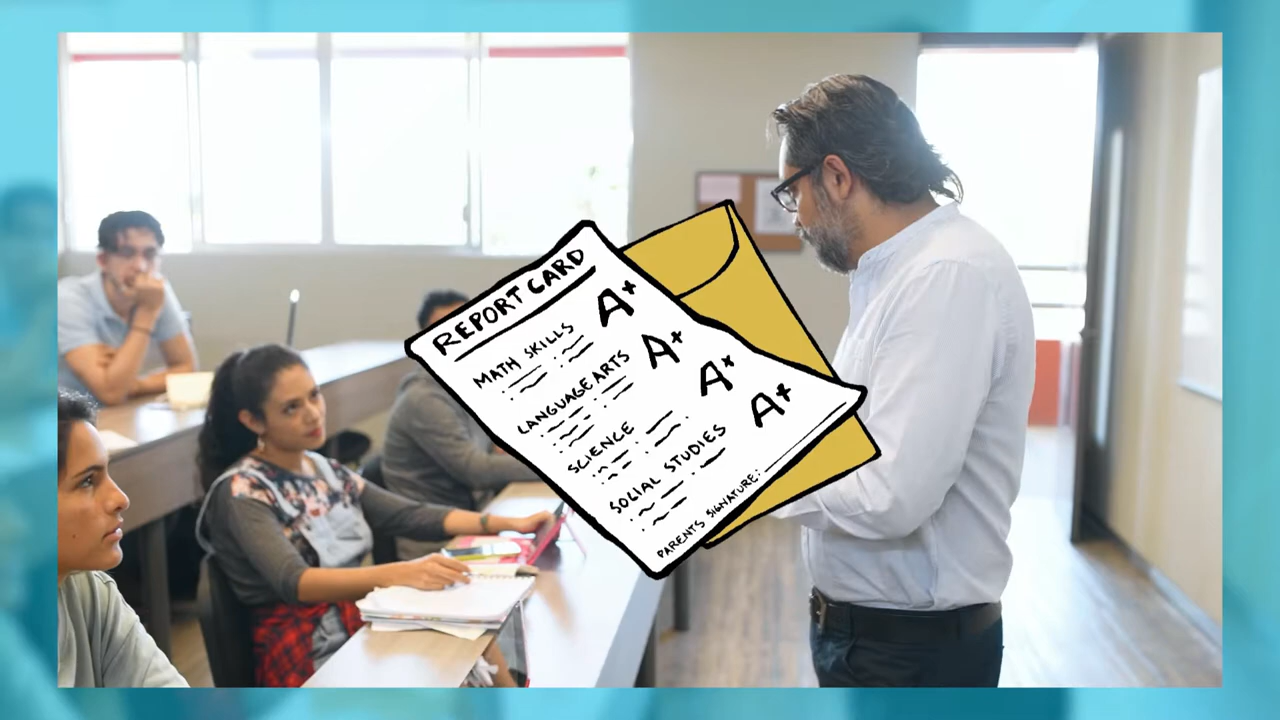 REPORT CARD
MATH SKILLS A+
LANGUAGE ARTS A+
SCIENCE A+
SOCIAL STUDIES A+
PARENTS SIGNATURE: